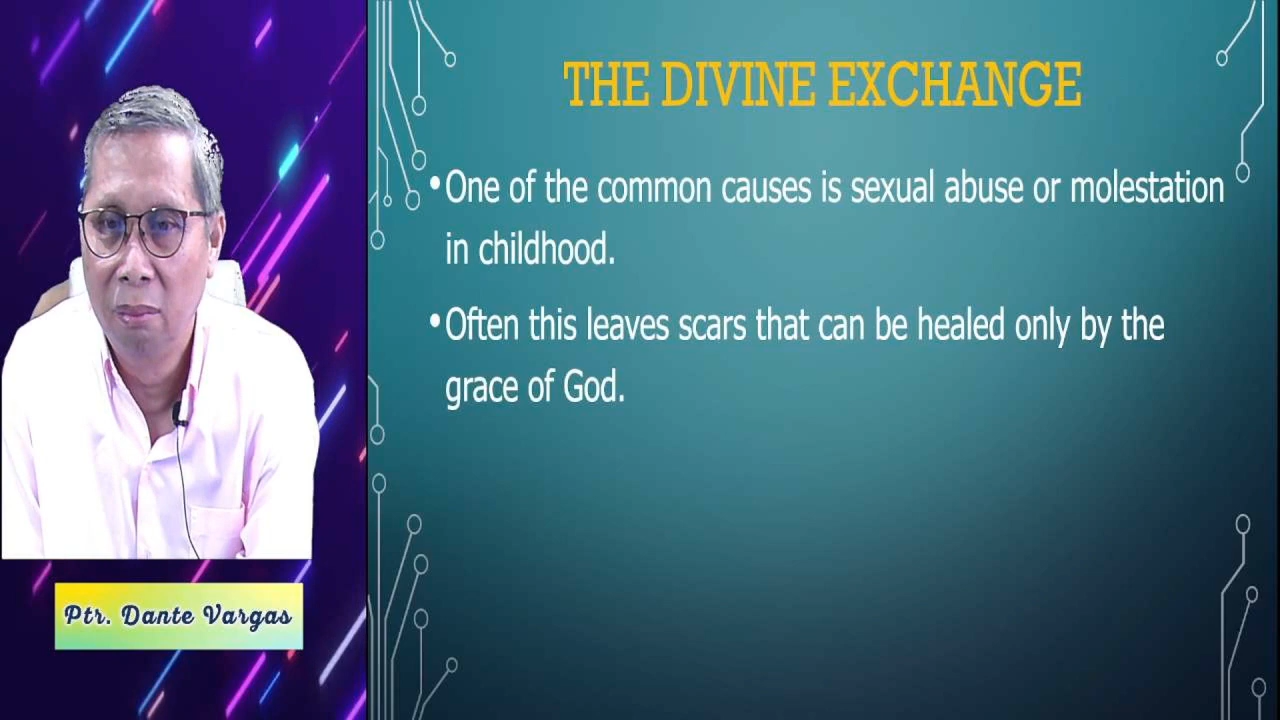 THE DIVINE EXCHANGE
•One of the common causes is sexual abuse or molestation
in childhood.
•Often this leaves scars that can be healed only by the
grace of God.
Ptr. Dante Vargas